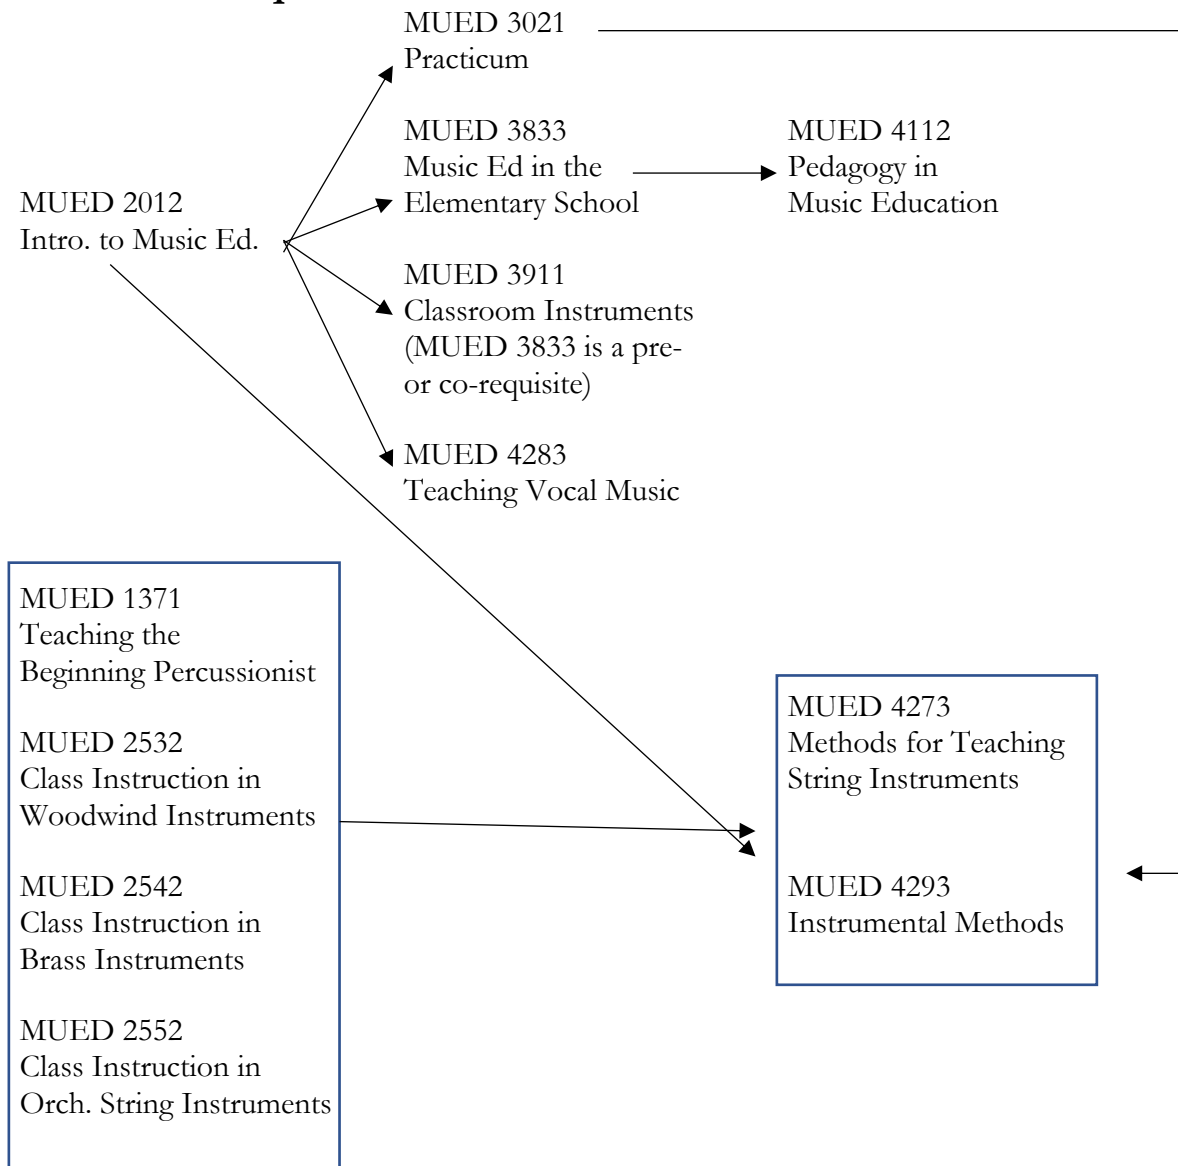 MUED 3021
Practicum
MUED 3833
Music Ed in the
Elementary School
MUED 4112
Pedagogy in
Music Education
MUED 2012
Intro. to Music Ed.
MUED 3911
Classroom Instruments
(MUED 3833 is a pre-
or co-requisite)
MUED 4283
Teaching Vocal Music
MUED 1371
Teaching the
Beginning Percussionist
MUED 2532
Class Instruction in
Woodwind Instruments
MUED 2542
Class Instruction in
Brass Instruments
MUED 2552
Class Instruction in
Orch. String Instruments
MUED 4273
Methods for Teaching
String Instruments
MUED 4293
Instrumental Methods